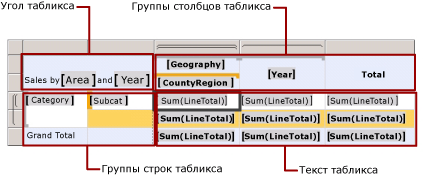 Угол табликса
Группы столбцов табликса
Sales by [Area] and [Year]
[Geography]
[CountyRegion]
[Year]
Total
[Category]
[Subcat]
Sum(LineTotal)]
[Sum(LineTotal)]
[Sum(LineTotal)]
[Sum(LineTotal)]
[Sum(LineTotal)]
[Sum(LineTotal)]
Grand Total
[Sum(LineTotal)]
[Sum(LineTotal)]
[Sum(LineTotal)]
Группы строк табликса
Текст табликса